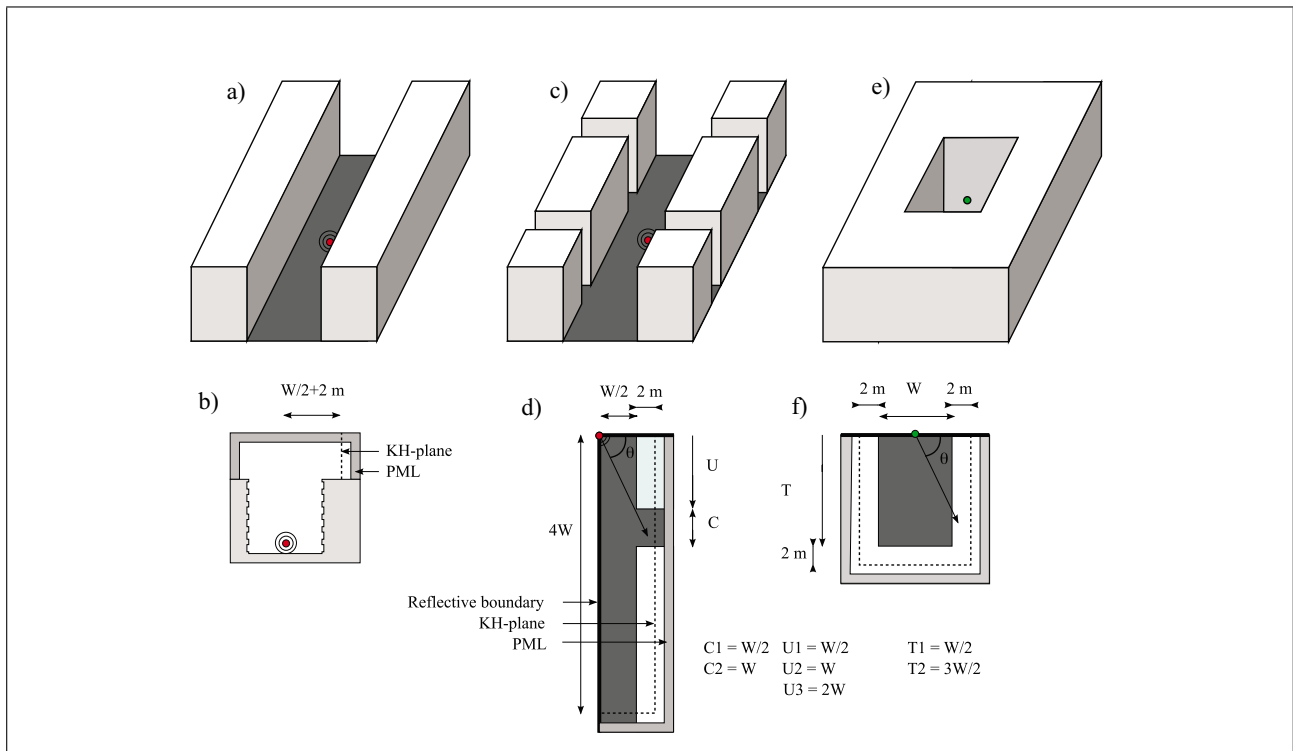 a)
c)
e)
W/2+2 m
b)
KH-plane
PML
W/2 2 m
d)
θ
U
C
4W
Reflective boundary
KH-plane
PML
2 m W 2 m
f)
θ
T
2 m
C1 = W/2 U1 = W/2 T1 = W/2
C2 = W U2 = W T2 = 3W/2
U3 = 2W